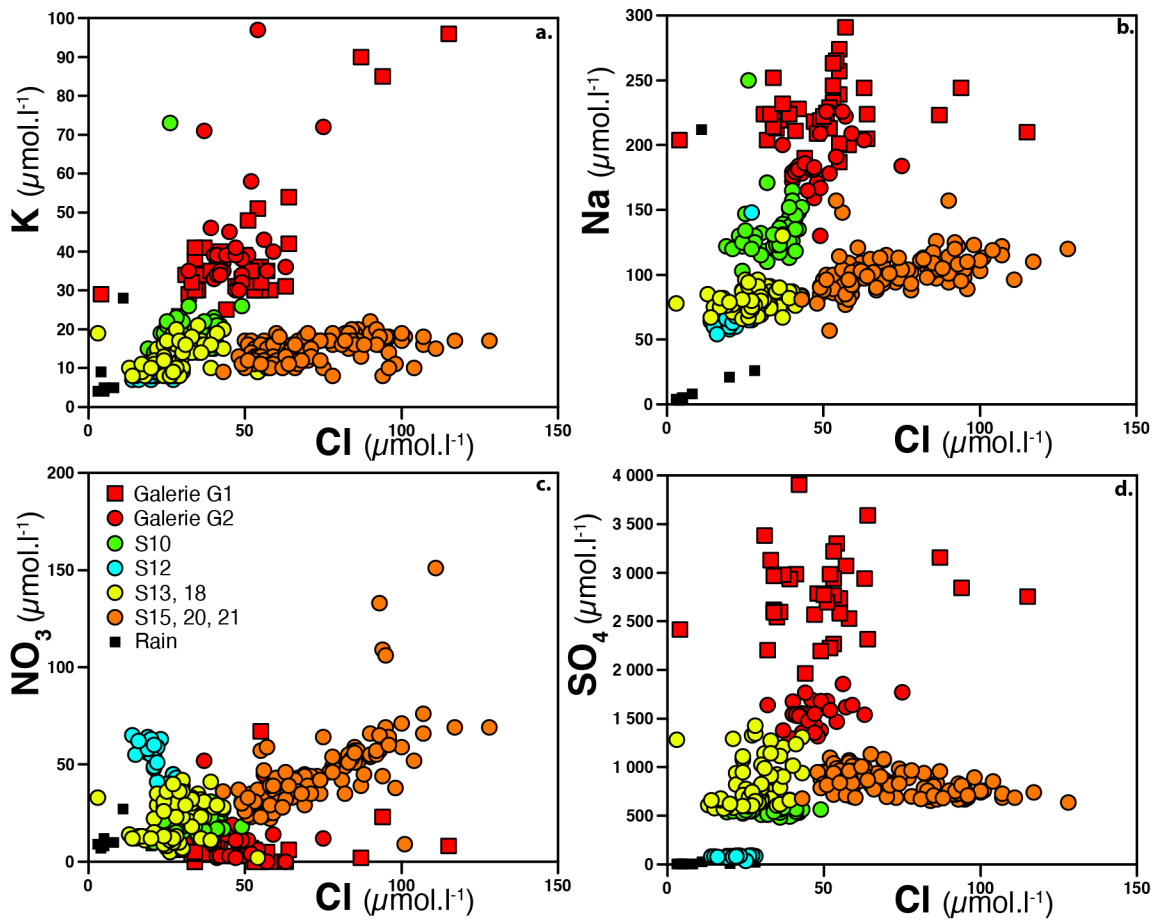 a.
100
90
80
70
60
50
40
30
20
10
0
K (µmol.l-1)
0 50 100 150
Cl (µmol.l-1)
b.
300
250
200
150
100
50
0
Na (µmol.l-1)
0 50 100 150
Cl (µmol.l-1)
c.
200
150
100
50
0
NO3 (µmol.l-1)
Galerie G1
Galerie G2
S10
S12
S13, 18
S15, 20, 21
Rain
0 50 100 150
Cl (µmol.l-1)
d.
4 000
3 500
3 000
2 500
2 000
1 500
1 000
500
0
SO4 (µmol.l-1)
0 50 100 150
Cl (µmol.l-1)